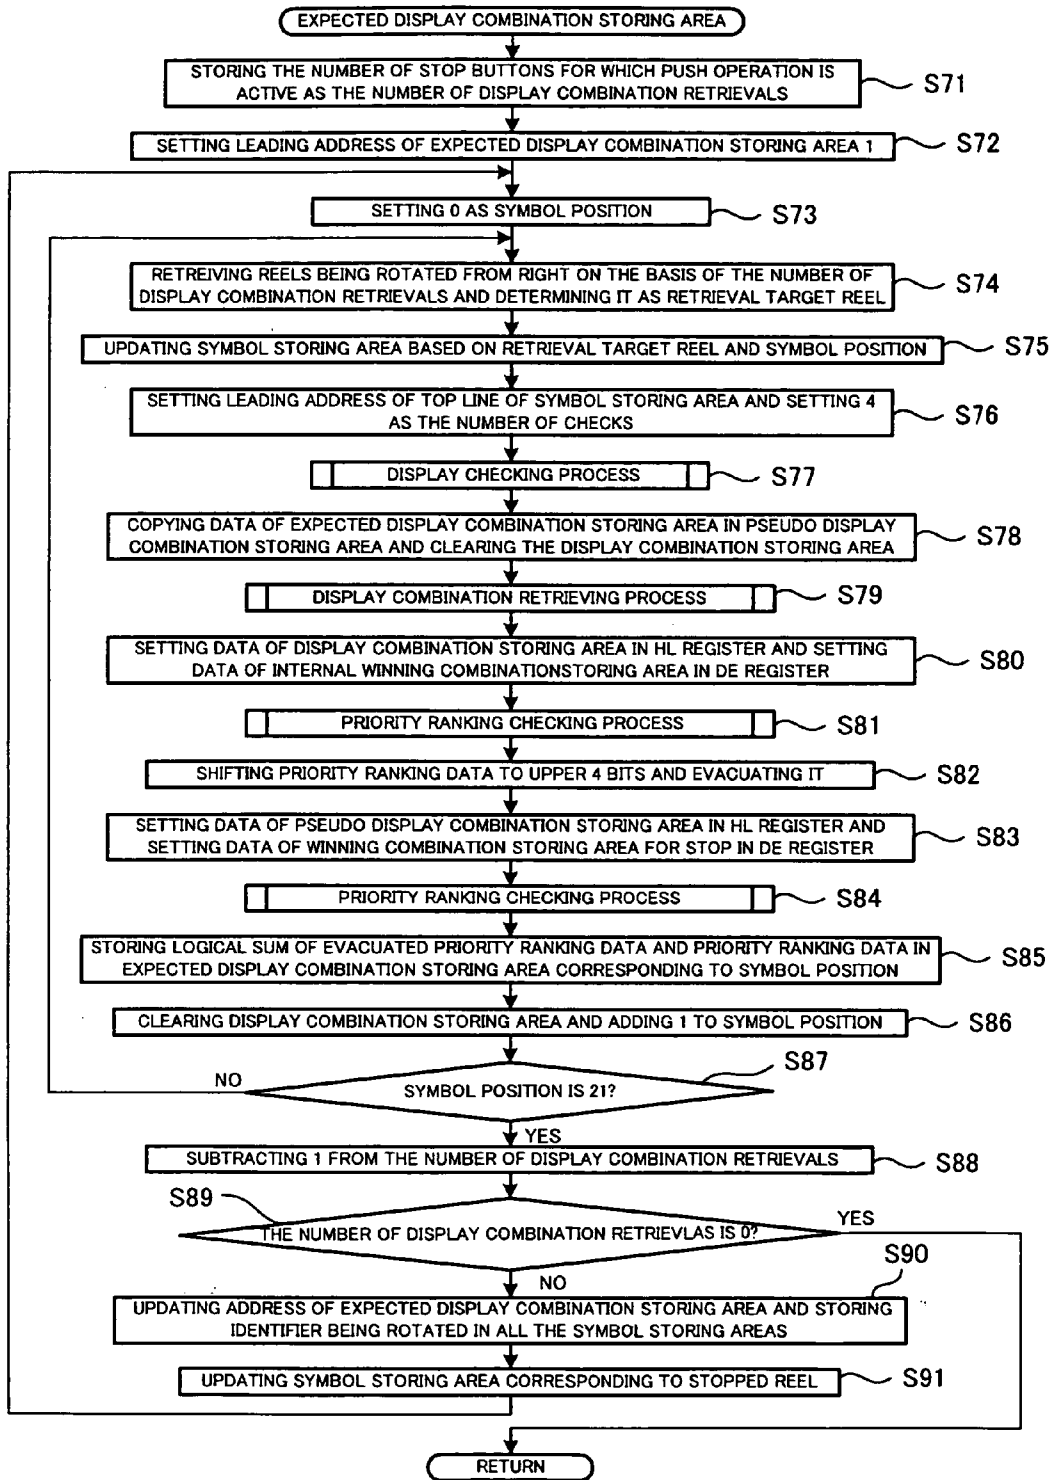 EXPECTED DISPLAY COMBINATION STORING AREA
STORING THE NUMBER OF STOP BUTTONS FOR WHICH PUSH OPERATION IS
ACTIVE AS THE NUMBER OF DISPLAY COMBINATION RETRIEVALS
S71
SETTING LEADING ADDRESS OF EXPECTED DISPLAY COMBINATION STORING AREA 1
S72
SETTING 0 AS SYMBOL POSITION
S73
RETREIVING REELS BEING ROTATED FROM RIGHT ON THE BASIS OF THE NUMBER OF
DISPLAY COMBINATION RETRIEVALS AND DETERMINING IT AS RETRIEVAL TARGET REEL
S74
UPDATING SYMBOL STORING AREA BASED ON RETRIEVAL TARGET REEL AND SYMBOL POSITION
S75
SETTING LEADING ADDRESS OF TOP LINE OF SYMBOL STORING AREA AND SETTING 4
AS THE NUMBER OF CHECKS
S76
DISPLAY CHECKING PROCESS
S77
COPYING DATA OF EXPECTED DISPLAY COMBINATION STORING AREA IN PSEUDO DISPLAY
COMBINATION STORING AREA AND CLEARING THE DISPLAY COMBINATION STORING AREA
S78
DISPLAY COMBINATION RETRIEVING PROCESS
S79
SETTING DATA OF DISPLAY COMBINATION STORING AREA IN HL REGISTER AND SETTING
DATA OF INTERNAL WINNING COMBINATIONSTORING AREA IN DE REGISTER
S80
PRIORITY RANKING CHECKING PROCESS
S81
SHIFTING PRIORITY RANKING DATA TO UPPER 4 BITS AND EVACUATING IT
S82
SETTING DATA OF PSEUDO DISPLAY COMBINATION STORING AREA IN HL REGISTER AND
SETTING DATA OF WINNING COMBINATION STORING AREA FOR STOP IN DE REGISTER
S83
PRIORITY RANKING CHECKING PROCESS
S84
STORING LOGICAL SUM OF EVACUATED PRIORITY RANKING DATA AND PRIORITY RANKING DATA IN
EXPECTED DISPLAY COMBINATION STORING AREA CORRESPONDING TO SYMBOL POSITION
S85
CLEARING DISPLAY COMBINATION STORING AREA AND ADDING 1 TO SYMBOL POSITION
S86
S87
NO
SYMBOL POSITION IS 21?
YES
SUBTRACTING 1 FROM THE NUMBER OF DISPLAY COMBINATION RETRIEVALS
S88
S89
THE NUMBER OF DISPLAY COMBINATION RETRIEVLAS IS 0?
YES
NO
S90
UPDATING ADDRESS OF EXPECTED DISPLAY COMBINATION STORING AREA AND STORING
IDENTIFIER BEING ROTATED IN ALL THE SYMBOL STORING AREAS
UPDATING SYMBOL STORING AREA CORRESPONDING TO STOPPED REEL
S91
RETURN